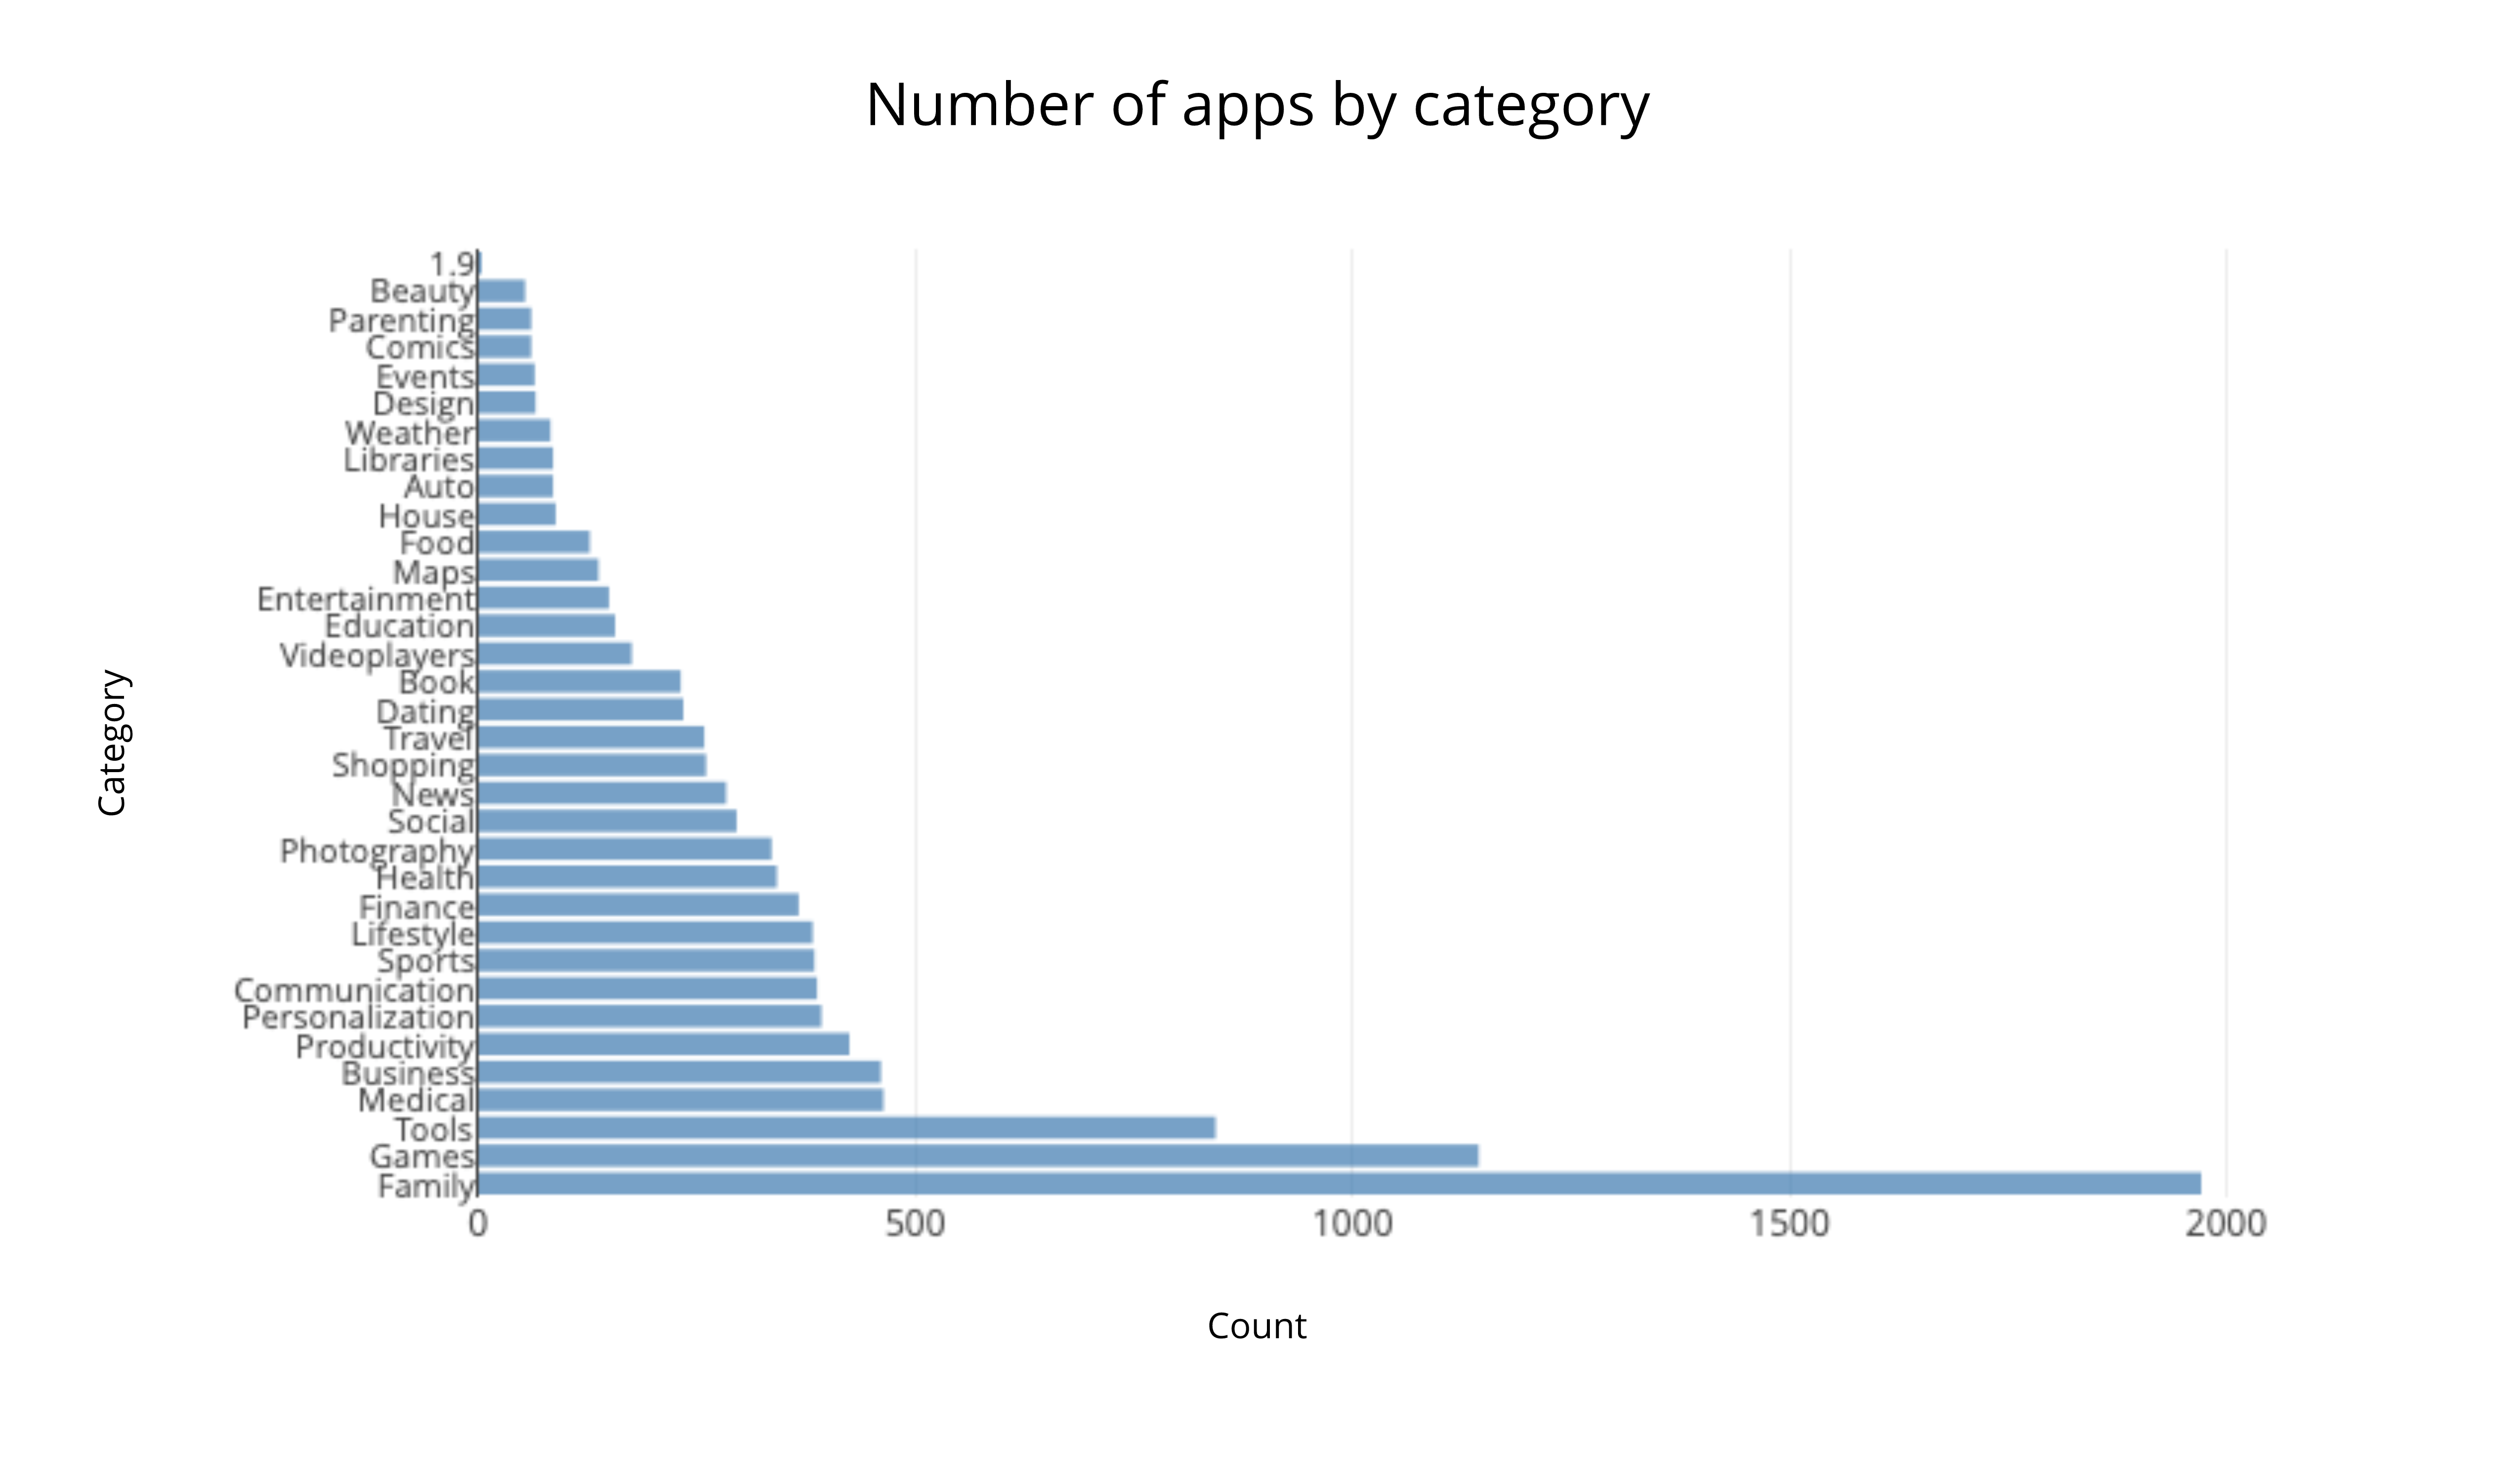 Number of apps by category
1.9
Beauty
Parenting
Comics
Events
Design
Weather
Libraries
Auto
House
Food
Maps
Entertainment
Education
Videoplayers
Book
Dating
Travel
Shopping
News
Social
Photography
Health
Finance
Lifestyle
Sports
Communication
Personalization
Productivity
Business
Medical
Tools
Games
Family
Category
0 500 1000 1500 2000
Count